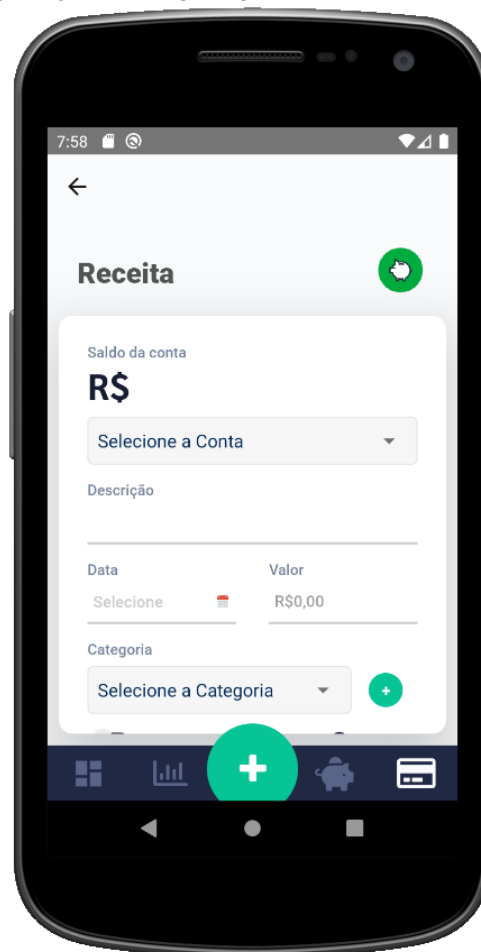 7:58
Receita
Saldo da conta
R$
Selecione a Conta
Descrição
Data Valor
Selecione R$0,00
Categoria
Selecione a Categoria +
+